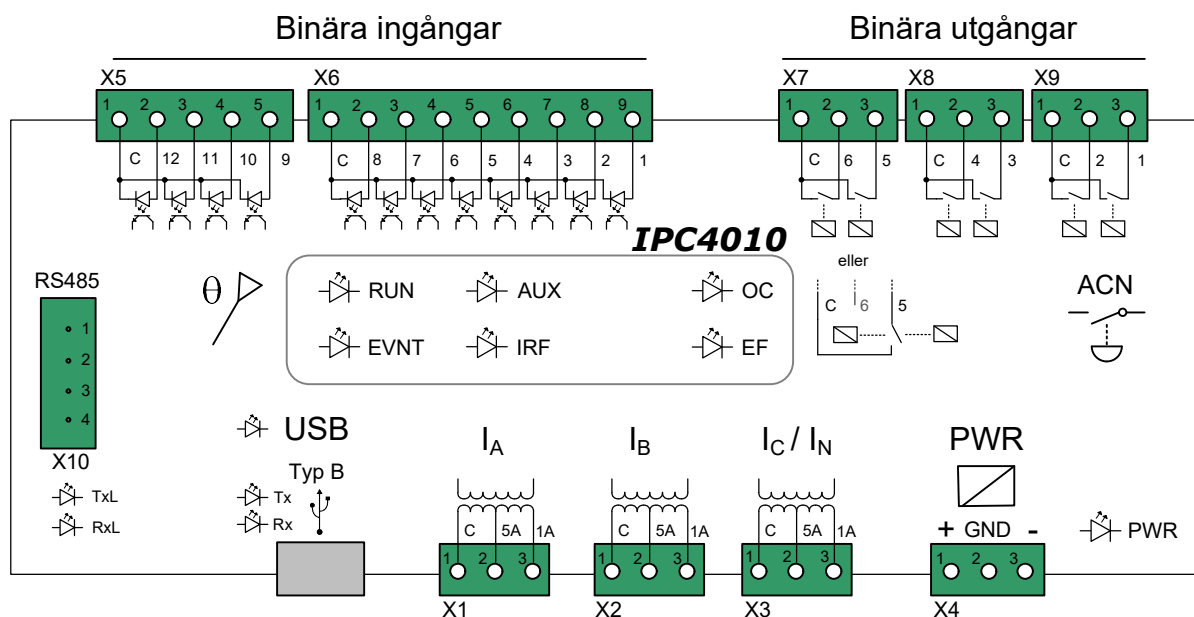 Binära ingångar
Binära utgångar
X5
X6
X7
X8
X9
1 2 3 4 5
1 2 3 4 5 6 7 8 9
1 2 3
1 2 3
1 2 3
C 12 11 10 9
C 8 7 6 5 4 3 2 1
C 6 5
C 4 3
C 2 1
IPC4010
eller
RS485
θ
RUN
AUX
OC
C 6 5
ACN
1
EVNT
IRF
EF
2
3
4
USB
I_A
I_B
I_C / I_N
PWR
X10
Typ B
TxL
Tx
RxL
Rx
C 5A 1A
C 5A 1A
C 5A 1A
+ GND -
PWR
1 2 3
1 2 3
1 2 3
1 2 3
X1
X2
X3
X4